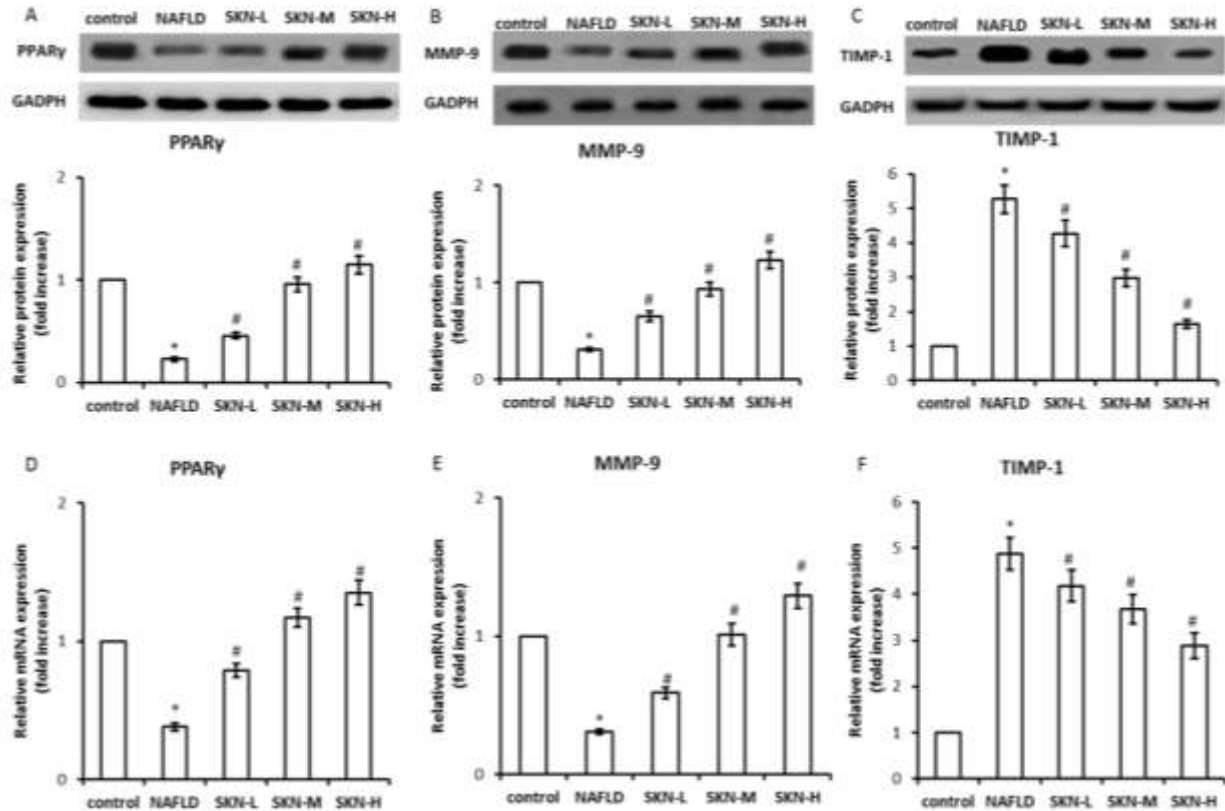 A control NAFLD SKN-L SKN-M SKN-H
PPARγ
GADPH
PPARγ
Relative protein expression
(fold increase)
2
1
0
*
#
#
#
control NAFLD SKN-L SKN-M SKN-H
B control NAFLD SKN-L SKN-M SKN-H
MMP-9
GADPH
MMP-9
Relative protein expression
(fold increase)
2
1
0
*
#
#
#
control NAFLD SKN-L SKN-M SKN-H
C control NAFLD SKN-L SKN-M SKN-H
TIMP-1
GADPH
TIMP-1
Relative protein expression
(fold increase)
6
5
4
3
2
1
0
*
#
#
#
control NAFLD SKN-L SKN-M SKN-H
D PPARγ
Relative mRNA expression
(fold increase)
2
1
0
*
#
#
#
control NAFLD SKN-L SKN-M SKN-H
E MMP-9
Relative mRNA expression
(fold increase)
2
1
0
*
#
#
#
control NAFLD SKN-L SKN-M SKN-H
F TIMP-1
Relative mRNA expression
(fold increase)
6
5
4
3
2
1
0
*
#
#
#
control NAFLD SKN-L SKN-M SKN-H